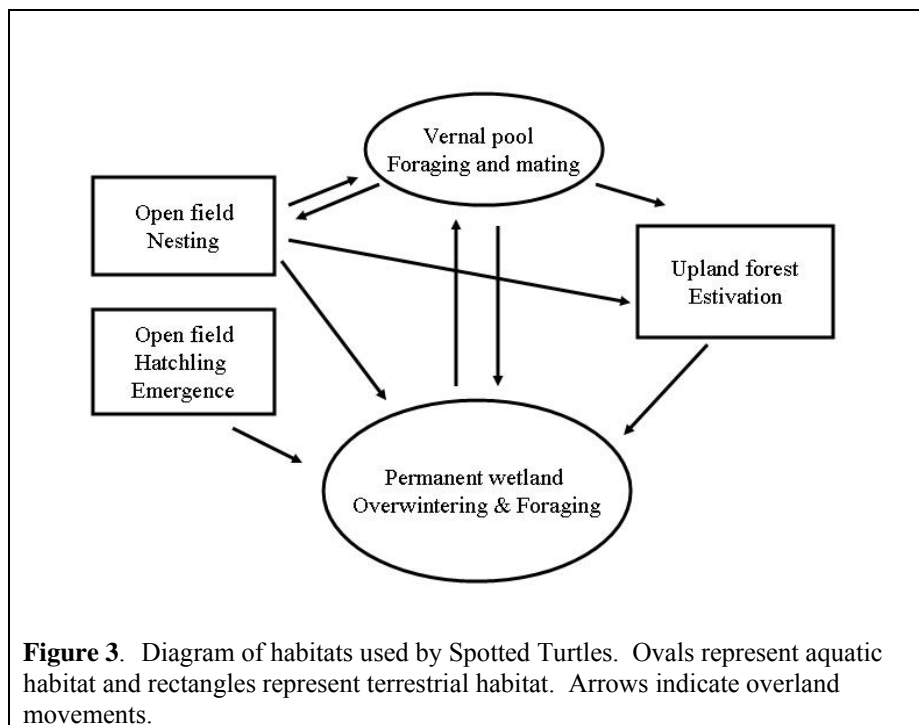 Vernal pool
Foraging and mating
Open field
Nesting
Upland forest
Estivation
Open field
Hatchling
Emergence
Permanent wetland
Overwintering & Foraging
Figure 3.  Diagram of habitats used by Spotted Turtles.  Ovals represent aquatic
habitat and rectangles represent terrestrial habitat.  Arrows indicate overland
movements.